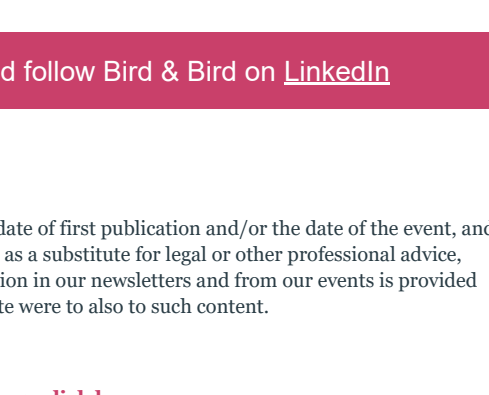 d follow Bird & Bird on LinkedIn
date of first publication and/or the date of the event, and
as a substitute for legal or other professional advice,
ion in our newsletters and from our events is provided
te were to also to such content.